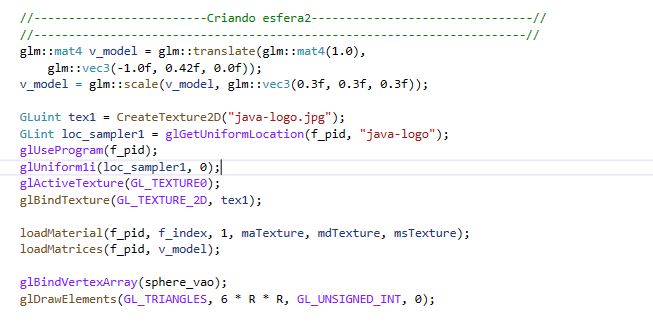 //------------------------Criando esfera2-------------------------------//
//----------------------------------------------------------------------//
glm::mat4 v_model = glm::translate(glm::mat4(1.0),
    glm::vec3(-1.0f, 0.42f, 0.0f));
v_model = glm::scale(v_model, glm::vec3(0.3f, 0.3f, 0.3f));

GLuint tex1 = CreateTexture2D("java-logo.jpg");
GLint loc_sampler1 = glGetUniformLocation(f_pid, "java-logo");
glUseProgram(f_pid);
glUniform1i(loc_sampler1, 0);
glActiveTexture(GL_TEXTURE0);
glBindTexture(GL_TEXTURE_2D, tex1);

loadMaterial(f_pid, f_index, 1, maTexture, mdTexture, msTexture);
loadMatrices(f_pid, v_model);

glBindVertexArray(sphere_vao);
glDrawElements(GL_TRIANGLES, 6 * R * R, GL_UNSIGNED_INT, 0);